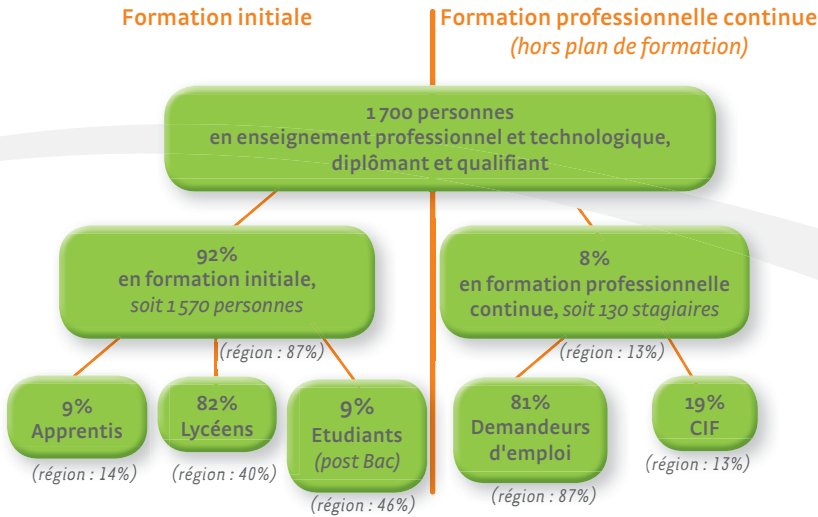 Formation initiale
Formation professionnelle continue
(hors plan de formation)
1 700 personnes
en enseignement professionnel et technologique,
diplômant et qualifiant
92%
en formation initiale,
soit 1 570 personnes
(région : 87%)
8%
en formation professionnelle
continue, soit 130 stagiaires
(région : 13%)
9%
Apprentis
(région : 14%)
82%
Lycéens
(région : 40%)
9%
Etudiants
(post Bac)
(région : 46%)
81%
Demandeurs
d'emploi
(région : 87%)
19%
CIF
(région : 13%)